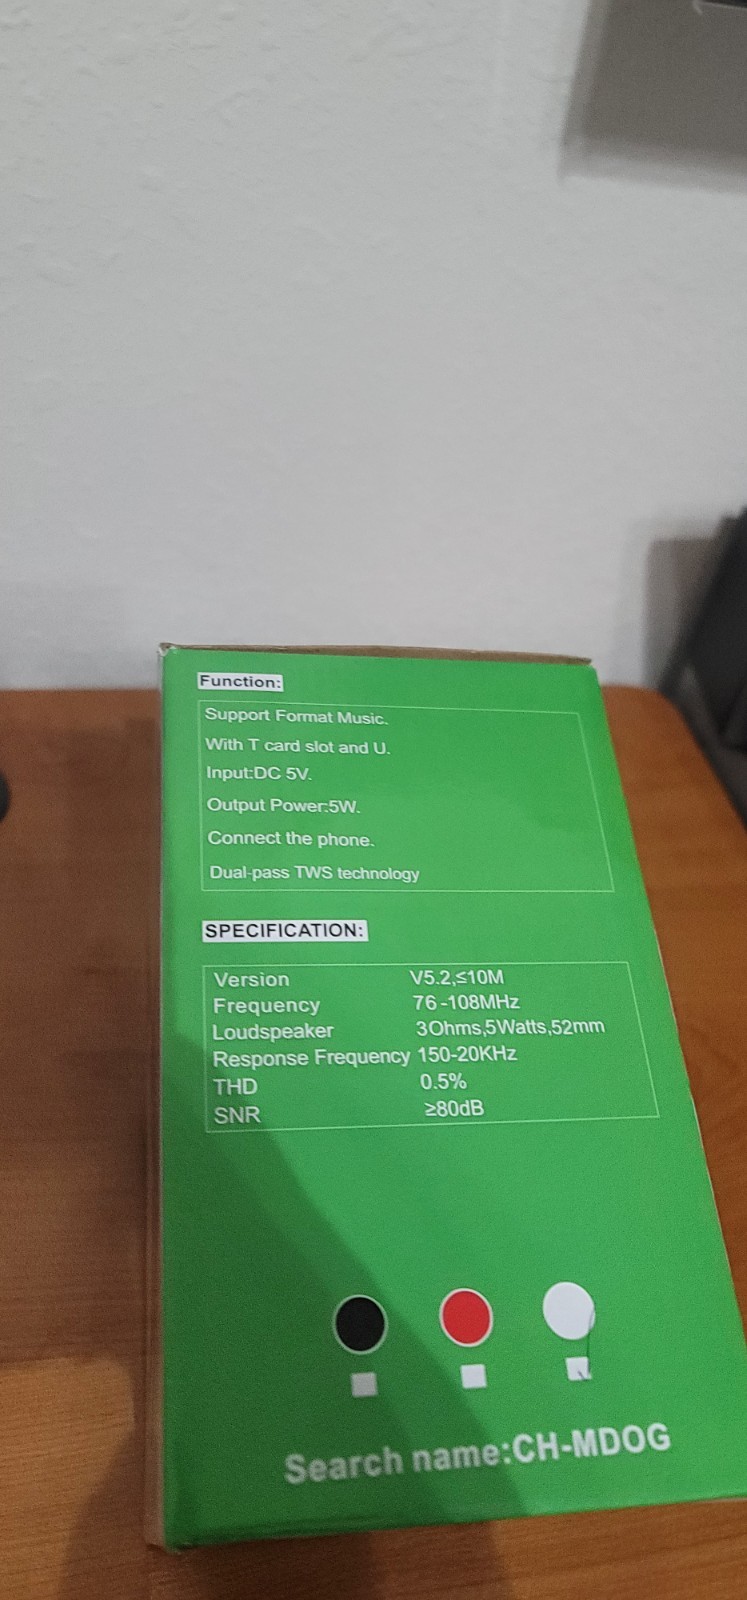 Function:
Support Format Music.
With T card slot and U.
Input:DC 5V.
Output Power:5W.
Connect the phone.
Dual-pass TWS technology
SPECIFICATION:
Version V5.2,≤10M
Frequency 76-108MHz
Loudspeaker 3Ohms,5Watts,52mm
Response Frequency 150-20KHz
THD 0.5%
SNR ≥80dB
Search name:CH-MDOG